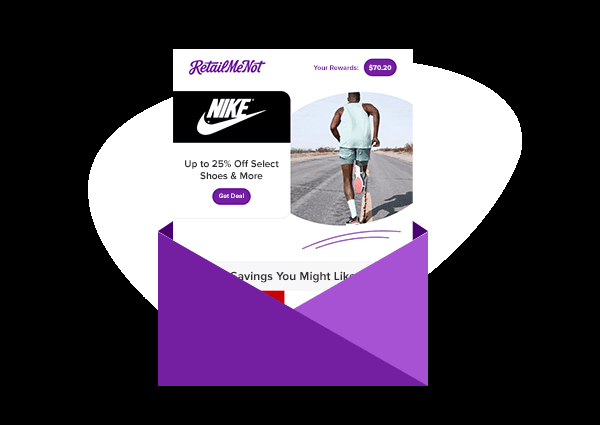 RetailMeNot
Your Rewards: $70.20
NIKE
Up to 25% Off Select
Shoes & More
Get Deal
Savings You Might Like